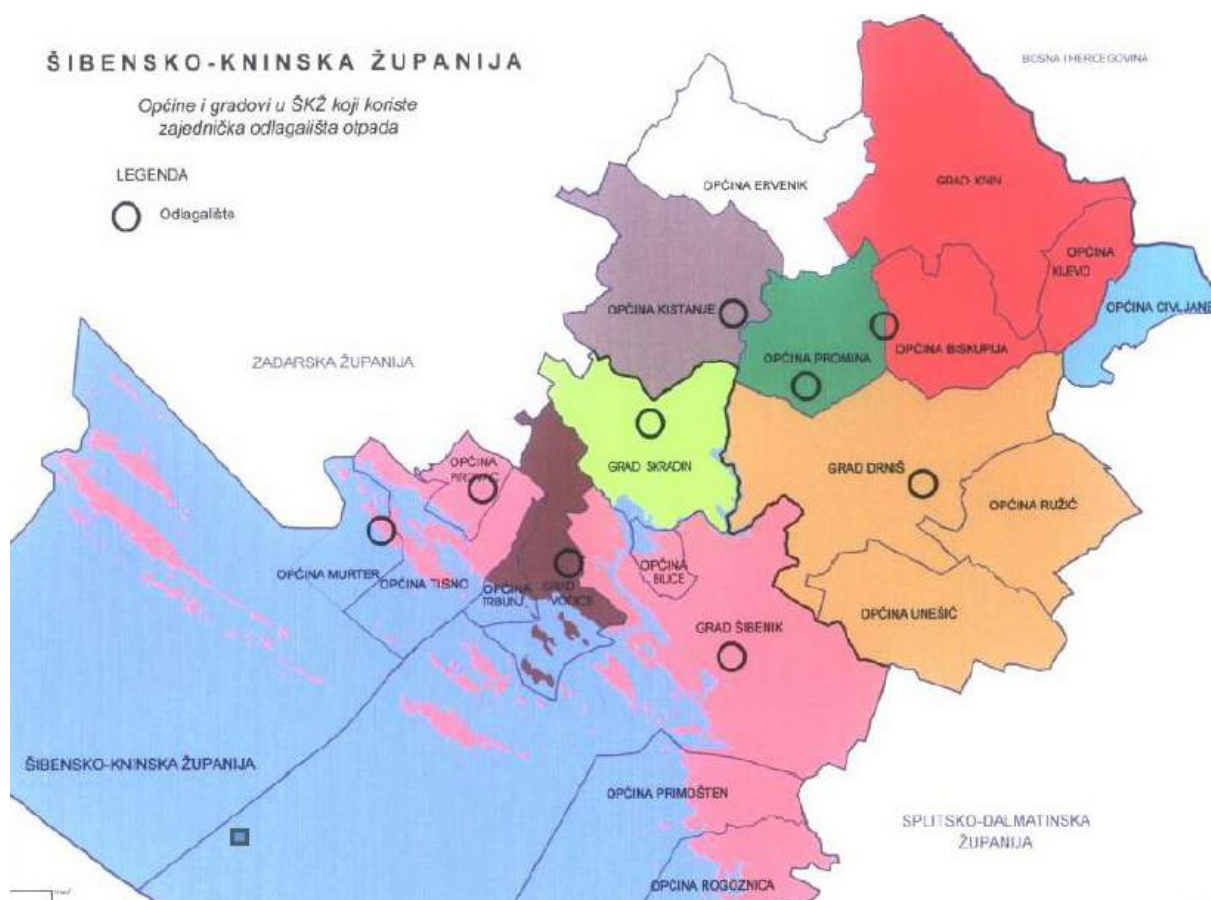 ŠIBENSKO-KNINSKA ŽUPANIJA
Općine i gradovi u ŠKŽ koji koriste
zajednička odlagališta otpada
LEGENDA
Odlagališta
BOSNA I HERCEGOVINA
OPĆINA ERVENIK
GRAD KNIN
OPĆINA
KIJEVO
OPĆINA CIVLJANE
OPĆINA KISTANJE
OPĆINA PROMINA
OPĆINA BISKUPIJA
ZADARSKA ŽUPANIJA
GRAD SKRADIN
GRAD DRNIŠ
OPĆINA RUŽIĆ
OPĆINA
PIROVAC
OPĆINA MURTER
OPĆINA TISNO
OPĆINA
TRIBUNJ
GRAD
VODICE
OPĆINA
BILICE
OPĆINA UNEŠIĆ
GRAD ŠIBENIK
ŠIBENSKO-KNINSKA ŽUPANIJA
OPĆINA PRIMOŠTEN
SPLITSKO-DALMATINSKA
ŽUPANIJA
OPĆINA ROGOZNICA